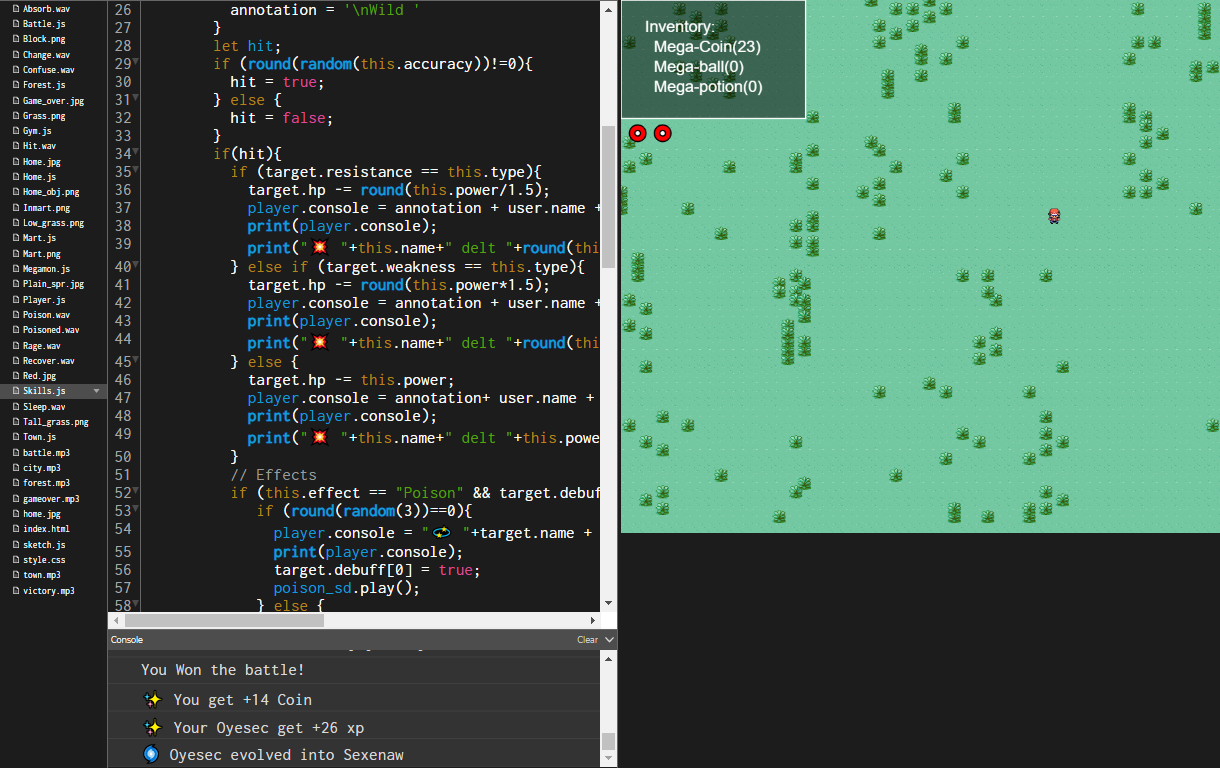 Absorb.wav
Battle.js
Block.png
Change.wav
Confuse.wav
Forest.js
Game_over.jpg
Grass.png
Gym.js
Hit.wav
Home.jpg
Home.js
Home_obj.png
Inmart.png
Low_grass.png
Mart.js
Mart.png
Megamon.js
Plain_spr.jpg
Player.js
Poison.wav
Poisoned.wav
Rage.wav
Recover.wav
Red.jpg
Skills.js
Sleep.wav
Tall_grass.png
Town.js
battle.mp3
city.mp3
forest.mp3
gameover.mp3
home.jpg
index.html
sketch.js
style.css
town.mp3
victory.mp3
26 annotation = '\nWild '
27 }
28 let hit;
29 if (round(random(this.accuracy))!=0){
30 hit = true;
31 } else {
32 hit = false;
33 }
34 if(hit){
35 if (target.resistance == this.type){
36 target.hp -= round(this.power/1.5);
37 player.console = annotation + user.name +
38 print(player.console);
39 print("💥 "+this.name+" delt "+round(thi
40 } else if (target.weakness == this.type){
41 target.hp -= round(this.power*1.5);
42 player.console = annotation + user.name +
43 print(player.console);
44 print("💥 "+this.name+" delt "+round(thi
45 } else {
46 target.hp -= this.power;
47 player.console = annotation+ user.name +
48 print(player.console);
49 print("💥 "+this.name+" delt "+this.powe
50 }
51 // Effects
52 if (this.effect == "Poison" && target.debuf
53 if (round(random(3))==0){
54 player.console = "💫 "+target.name +
55 print(player.console);
56 target.debuff[0] = true;
57 poison_sd.play();
58 } else {
Console
Clear
You Won the battle!
✨ You get +14 Coin
✨ Your Oyesec get +26 xp
Oyesec evolved into Sexenaw
Inventory:
Mega-Coin(23)
Mega-ball(0)
Mega-potion(0)